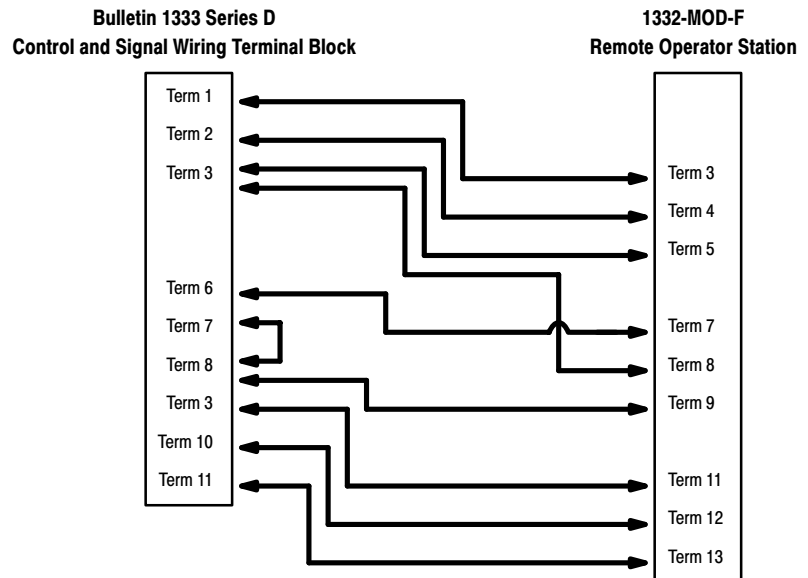 Bulletin 1333 Series D
Control and Signal Wiring Terminal Block
1332-MOD-F
Remote Operator Station
Term 1
Term 2
Term 3
Term 6
Term 7
Term 8
Term 3
Term 10
Term 11
Term 3
Term 4
Term 5
Term 7
Term 8
Term 9
Term 11
Term 12
Term 13